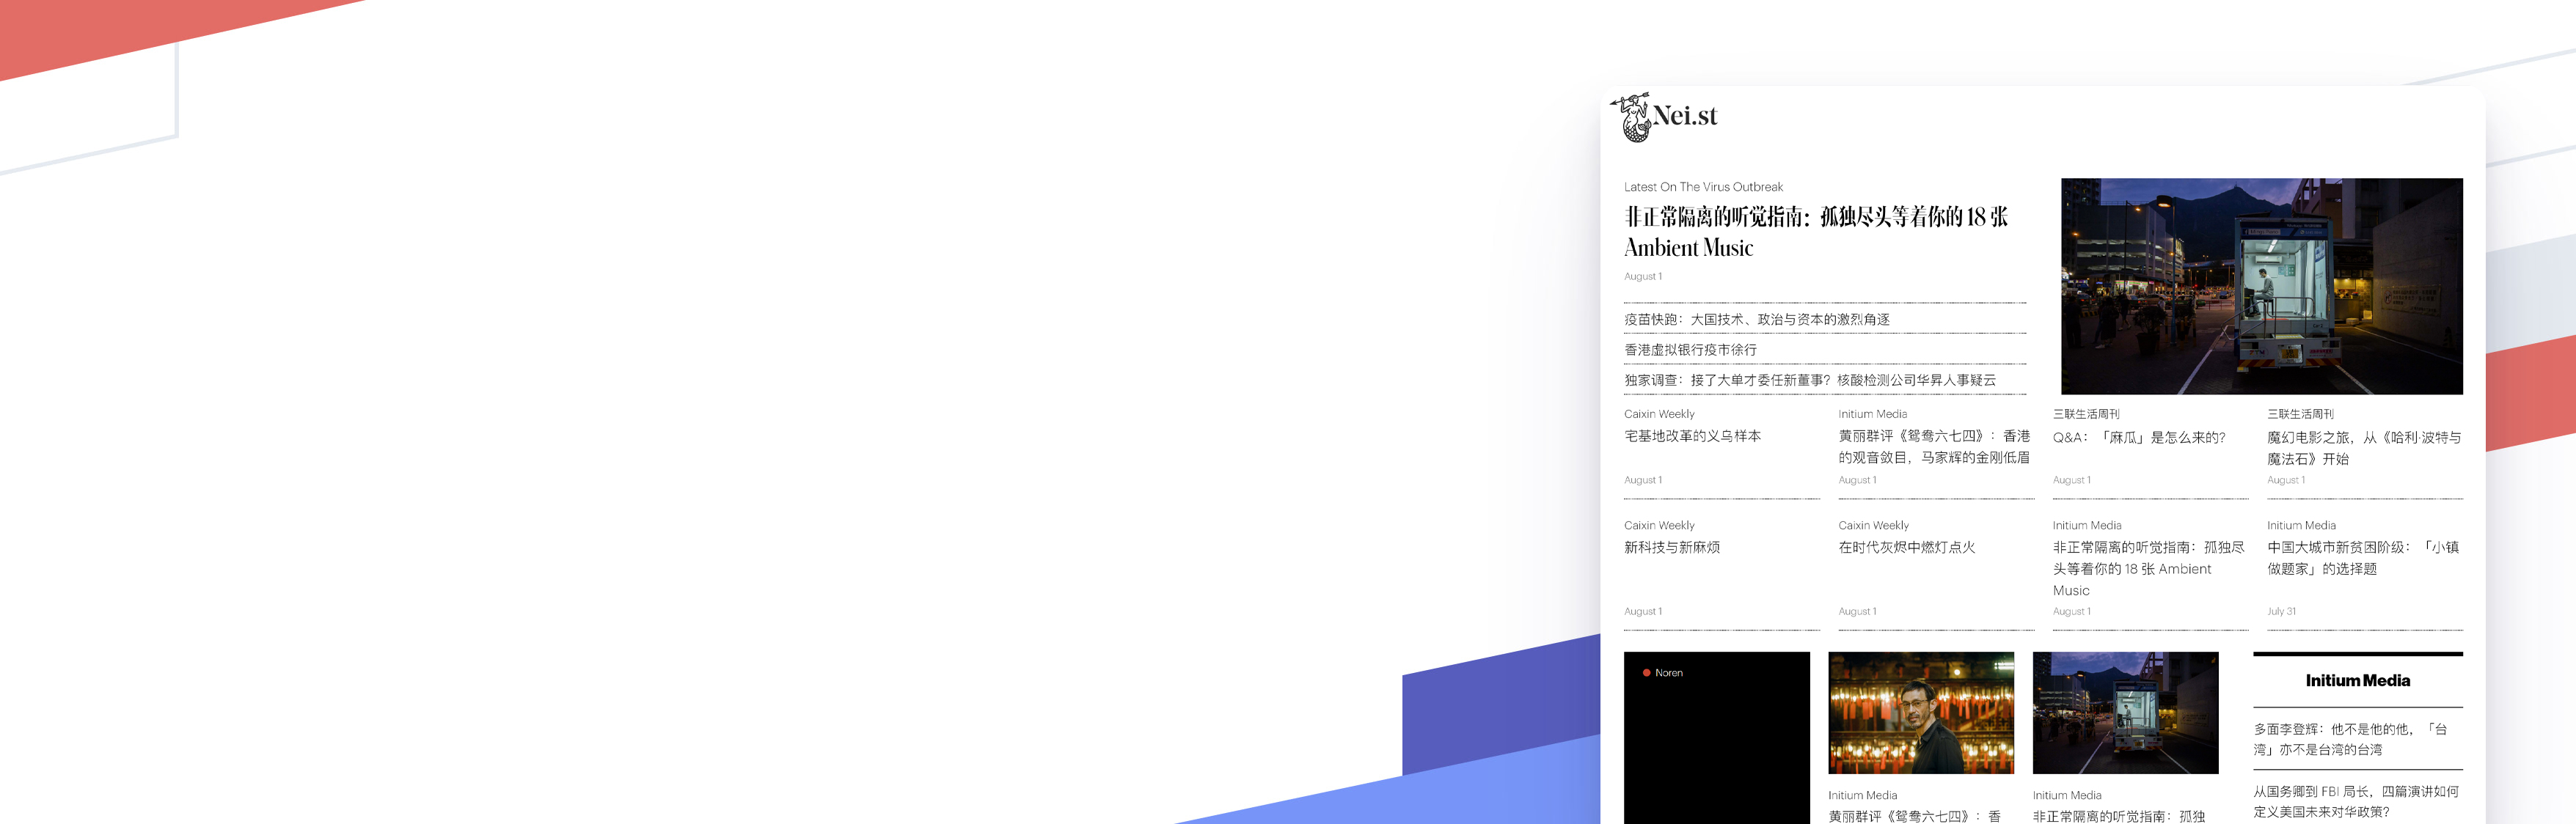 Nei.st
Latest On The Virus Outbreak
非正常隔离的听觉指南：孤独尽头等着你的 18 张
Ambient Music
August 1
疫苗快跑：大国技术、政治与资本的激烈角逐
香港虚拟银行疫市徐行
独家调查：接了大单才委任新董事？核酸检测公司华昇人事疑云
Caixin Weekly
宅基地改革的义乌样本
August 1
Initium Media
黄丽群评《鸳鸯六七四》：香港
的观音敛目，马家辉的金刚低眉
August 1
三联生活周刊
Q&A：「麻瓜」是怎么来的？
August 1
三联生活周刊
魔幻电影之旅，从《哈利·波特与
魔法石》开始
August 1
Caixin Weekly
新科技与新麻烦
August 1
Caixin Weekly
在时代灰烬中燃灯点火
August 1
Initium Media
非正常隔离的听觉指南：孤独尽
头等着你的 18 张 Ambient
Music
August 1
Initium Media
中国大城市新贫困阶级：「小镇
做题家」的选择题
July 31
Noren
Initium Media
黄丽群评《鸳鸯六七四》：香
Initium Media
非正常隔离的听觉指南：孤独
Initium Media
多面李登辉：他不是他的他，「台
湾」亦不是台湾的台湾
从国务卿到 FBI 局长，四篇演讲如何
定义美国未来对华政策？